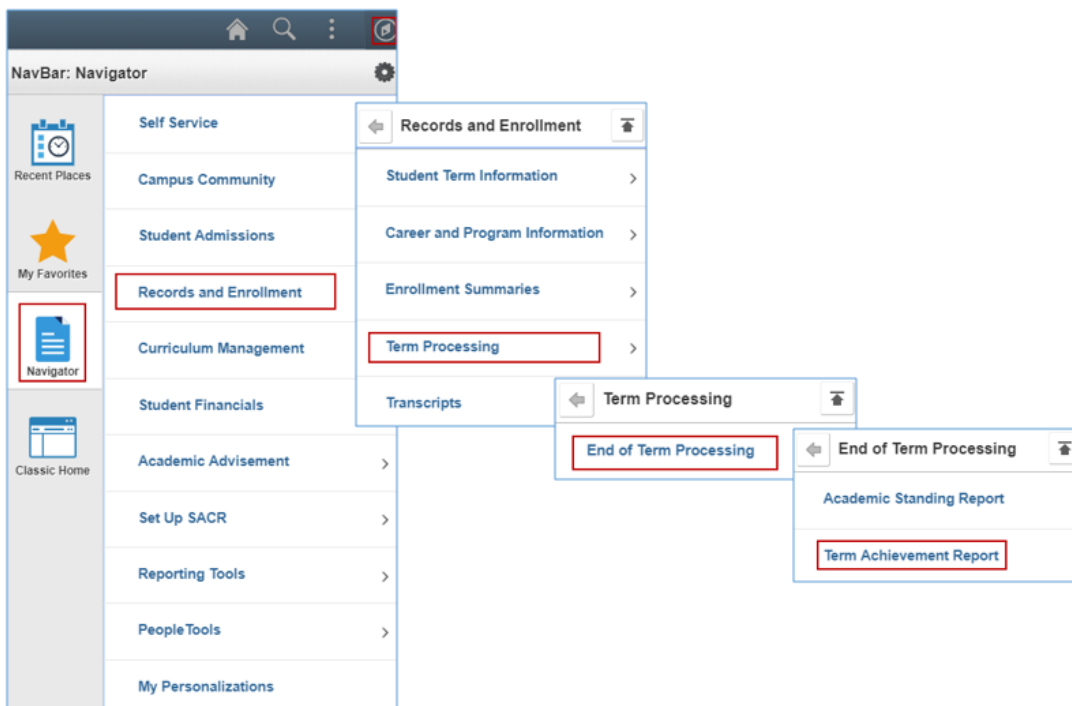 NavBar: Navigator
Recent Places
My Favorites
Navigator
Classic Home
Self Service
Campus Community
Student Admissions
Records and Enrollment
Curriculum Management
Student Financials
Academic Advisement
Set Up SACR
Reporting Tools
PeopleTools
My Personalizations
Records and Enrollment
Student Term Information
Career and Program Information
Enrollment Summaries
Term Processing
Transcripts
Term Processing
End of Term Processing
End of Term Processing
Academic Standing Report
Term Achievement Report